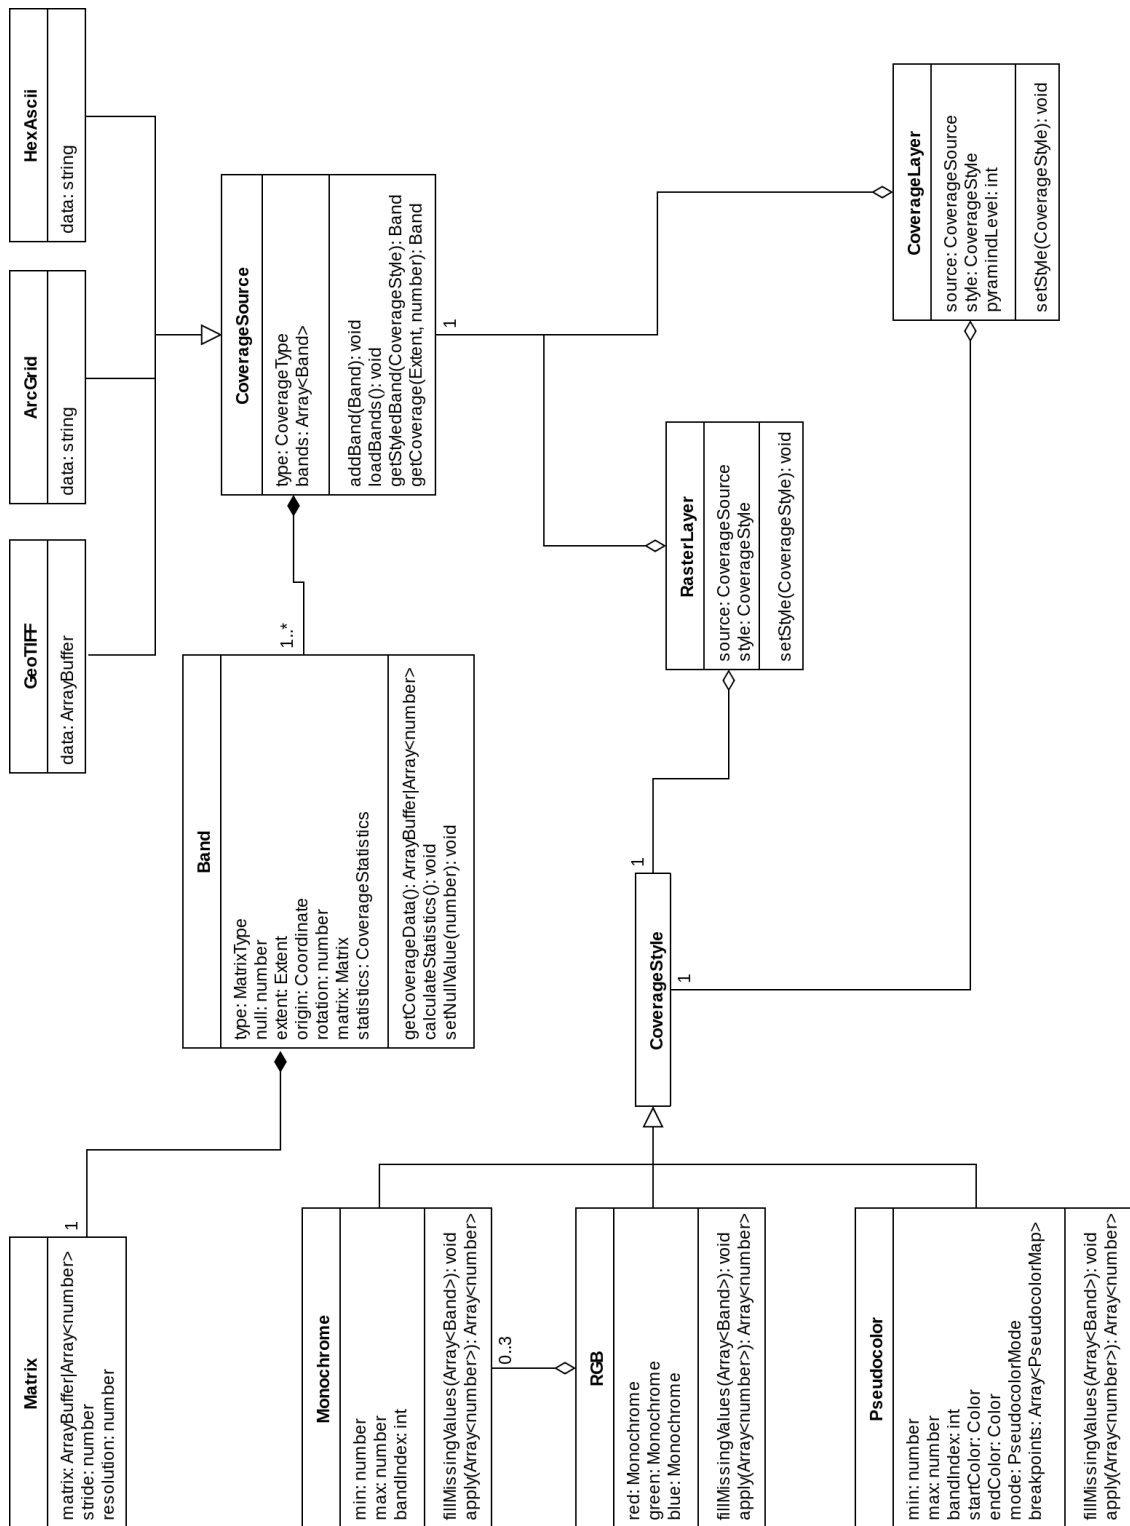 Matrix
matrix: ArrayBuffer|Array<number>
stride: number
resolution: number
1
GeoTIFF
data: ArrayBuffer
ArcGrid
data: string
HexAscii
data: string
Band
type: MatrixType
null: number
extent: Extent
origin: Coordinate
rotation: number
matrix: Matrix
statistics: CoverageStatistics
getCoverageData(): ArrayBuffer|Array<number>
calculateStatistics(): void
setNullValue(number): void
1..*
CoverageSource
type: CoverageType
bands: Array<Band>
addBand(Band): void
loadBands(): void
getStyledBand(CoverageStyle): Band
getCoverage(Extent, number): Band
1
Monochrome
min: number
max: number
bandIndex: int
fillMissingValues(Array<Band>): void
apply(Array<number>): Array<number>
0..3
RGB
red: Monochrome
green: Monochrome
blue: Monochrome
fillMissingValues(Array<Band>): void
apply(Array<number>): Array<number>
CoverageStyle
1
1
RasterLayer
source: CoverageSource
style: CoverageStyle
setStyle(CoverageStyle): void
Pseudocolor
min: number
max: number
bandIndex: int
startColor: Color
endColor: Color
mode: PseudocolorMode
breakpoints: Array<PseudocolorMap>
fillMissingValues(Array<Band>): void
apply(Array<number>): Array<number>
CoverageLayer
source: CoverageSource
style: CoverageStyle
pyramindLevel: int
setStyle(CoverageStyle): void